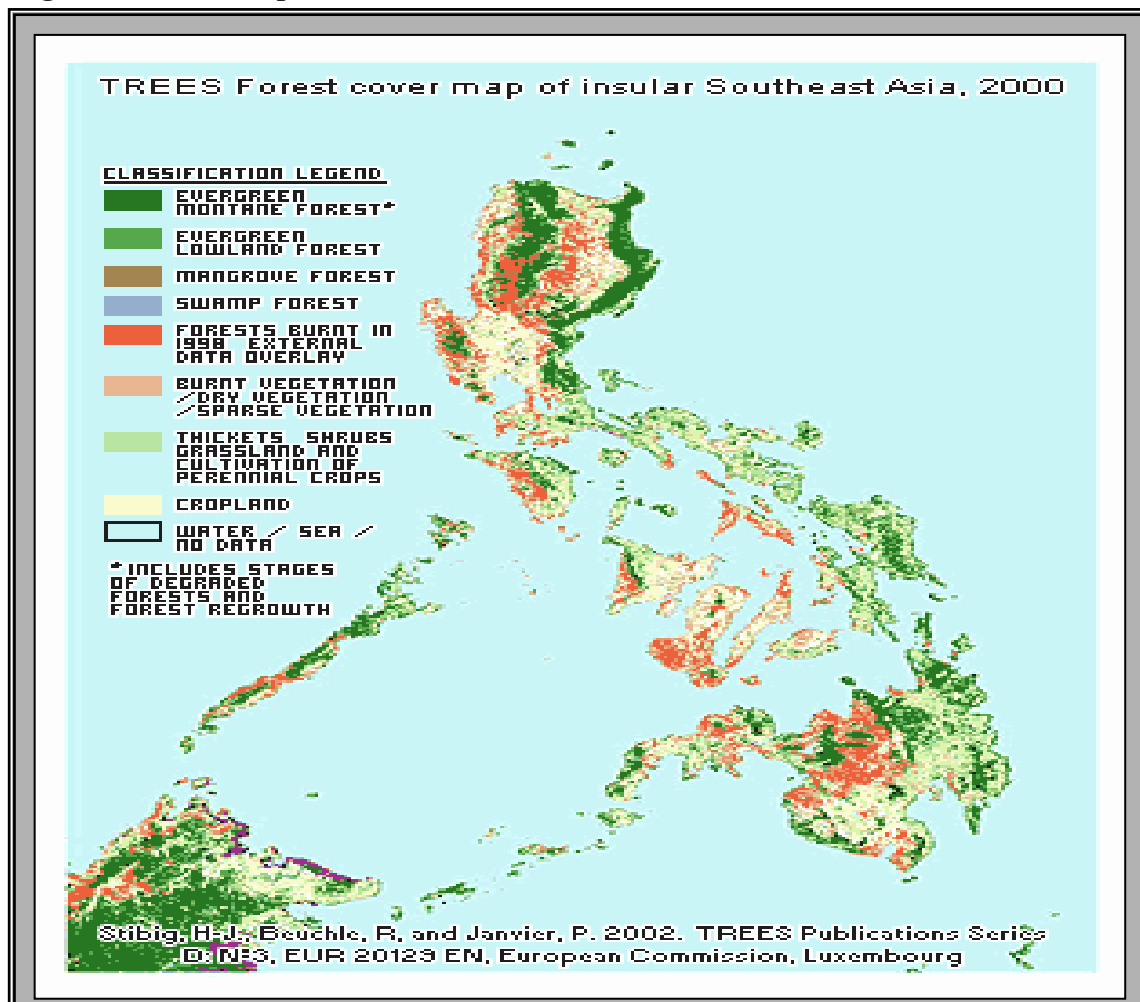 TREES Forest cover map of insular Southeast Asia, 2000
CLASSIFICATION LEGEND
EVERGREEN
MONTANE FOREST*
EVERGREEN
LOWLAND FOREST
MANGROVE FOREST
SWAMP FOREST
FORESTS BURNT IN
1998 EXTERNAL
DATA OVERLAY
BURNT VEGETATION
/DRY VEGETATION
/SPARSE VEGETATION
THICKETS SHRUBS
GRASSLAND AND
CULTIVATION OF
PERENNIAL CROPS
CROPLAND
WATER / SEA /
NO DATA
*INCLUDES STAGES
OF DEGRADED
FORESTS AND
FOREST REGROWTH
Stibig, H-J., Beuchle, R, and Janvier, P. 2002. TREES Publications Series
D: N°3, EUR 20129 EN, European Commission, Luxembourg